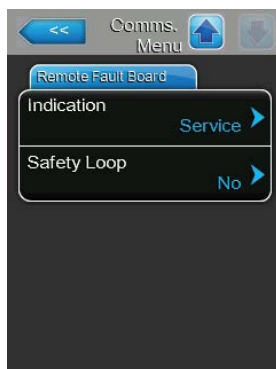 <<
Comms.
Menu
Remote Fault Board
Indication
Service
Safety Loop
No